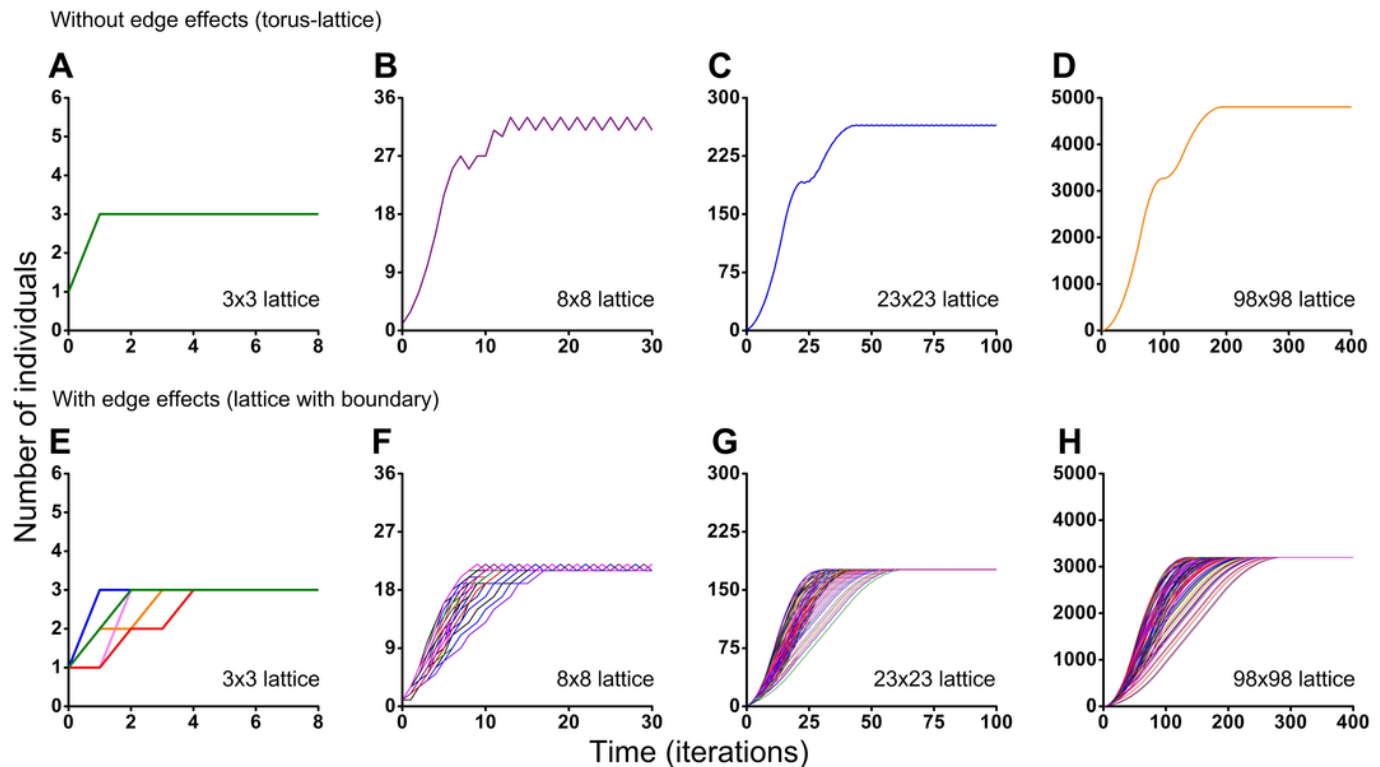 Without edge effects (torus-lattice)
A B C D
6 5 4 3 2 1 0
0 2 4 6 8
3x3 lattice
36 27 18 9 0
0 10 20 30
8x8 lattice
300 225 150 75 0
0 25 50 75 100
23x23 lattice
5000 4000 3000 2000 1000 0
0 100 200 300 400
98x98 lattice
Number of individuals
With edge effects (lattice with boundary)
E F G H
6 5 4 3 2 1 0
0 2 4 6 8
3x3 lattice
36 27 18 9 0
0 10 20 30
8x8 lattice
300 225 150 75 0
0 25 50 75 100
23x23 lattice
5000 4000 3000 2000 1000 0
0 100 200 300 400
98x98 lattice
Time (iterations)